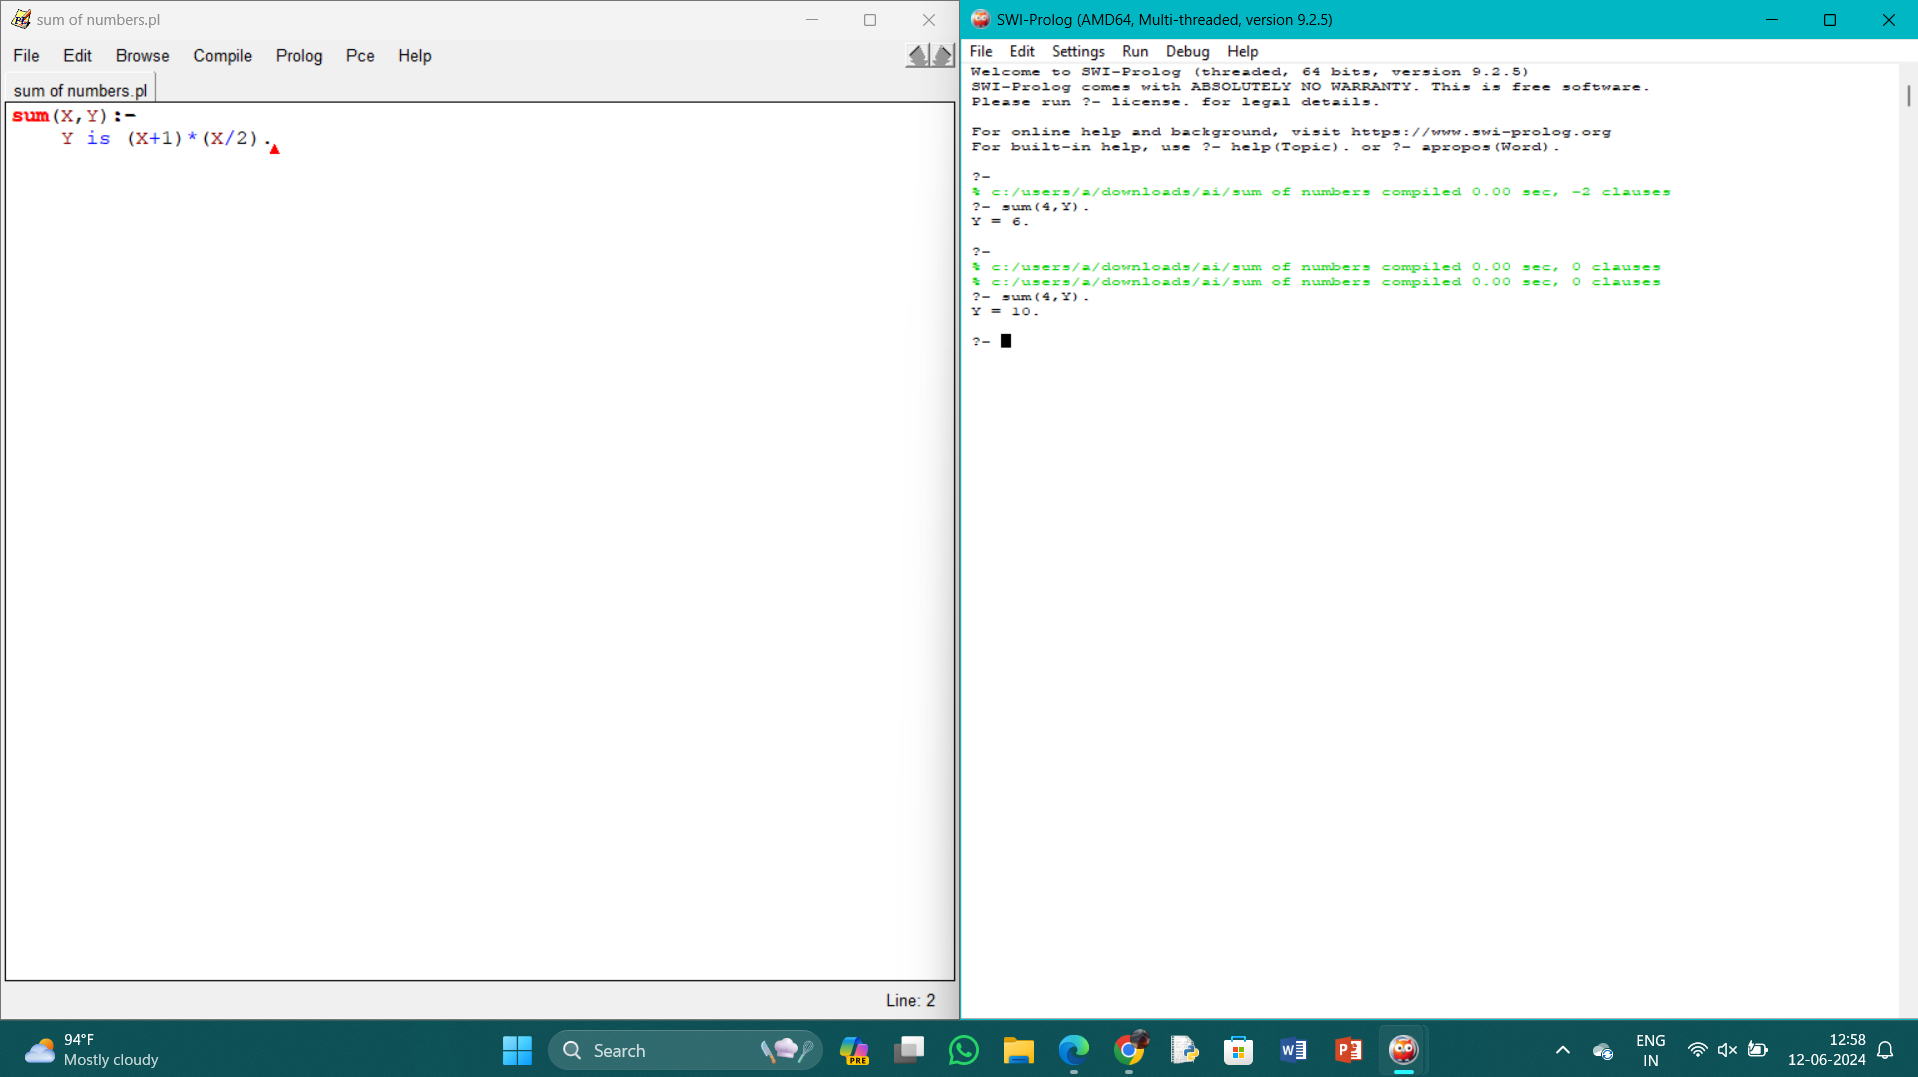 sum of numbers.pl
File Edit Browse Compile Prolog Pce Help
sum of numbers.pl
sum(X,Y):-
Y is (X+1)*(X/2).
Line: 2
SWI-Prolog (AMD64, Multi-threaded, version 9.2.5)
File Edit Settings Run Debug Help
Welcome to SWI-Prolog (threaded, 64 bits, version 9.2.5)
SWI-Prolog comes with ABSOLUTELY NO WARRANTY. This is free software.
Please run ?- license. for legal details.
For online help and background, visit https://www.swi-prolog.org
For built-in help, use ?- help(Topic). or ?- apropos(Word).
?-
% c:/users/a/downloads/ai/sum of numbers compiled 0.00 sec, -2 clauses
?- sum(4,Y).
Y = 6.
?-
% c:/users/a/downloads/ai/sum of numbers compiled 0.00 sec, 0 clauses
% c:/users/a/downloads/ai/sum of numbers compiled 0.00 sec, 0 clauses
?- sum(4,Y).
Y = 10.
?-
94°F
Mostly cloudy
Search
PRE
ENG
IN
12:58
12-06-2024